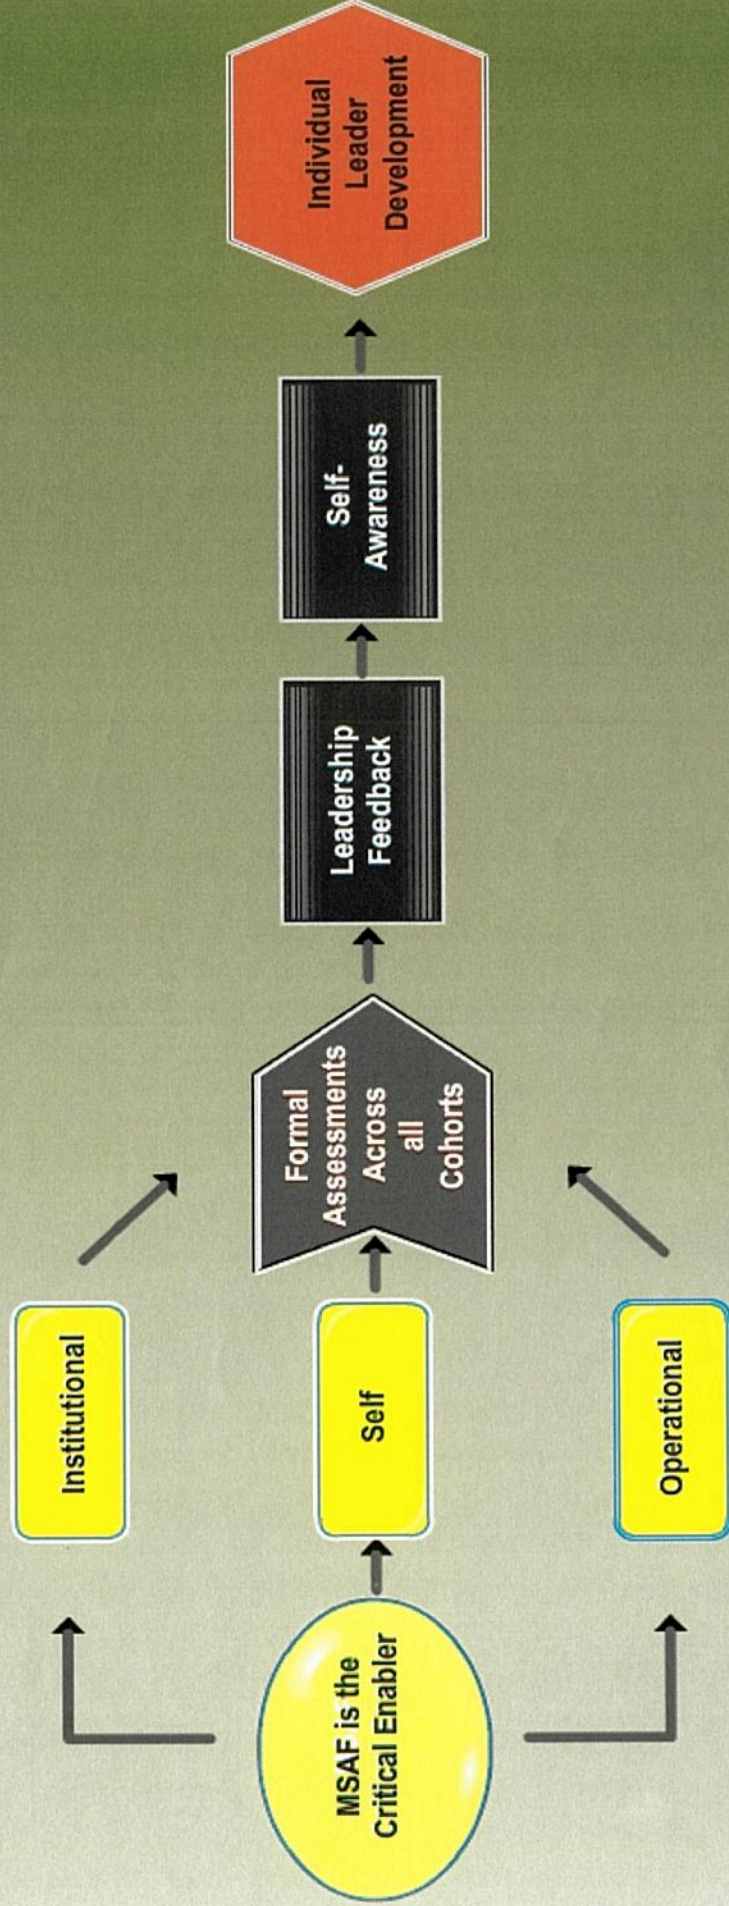 MSAF is the
Critical Enabler
Institutional
Self
Operational
Formal
Assessments
Across
all
Cohorts
Leadership
Feedback
Self-
Awareness
Individual
Leader
Development